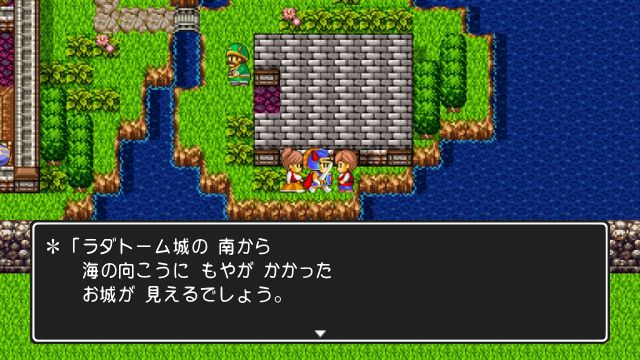 ＊「ラダトーム城の 南から
海の向こうに もやが かかった
お城が 見えるでしょう。